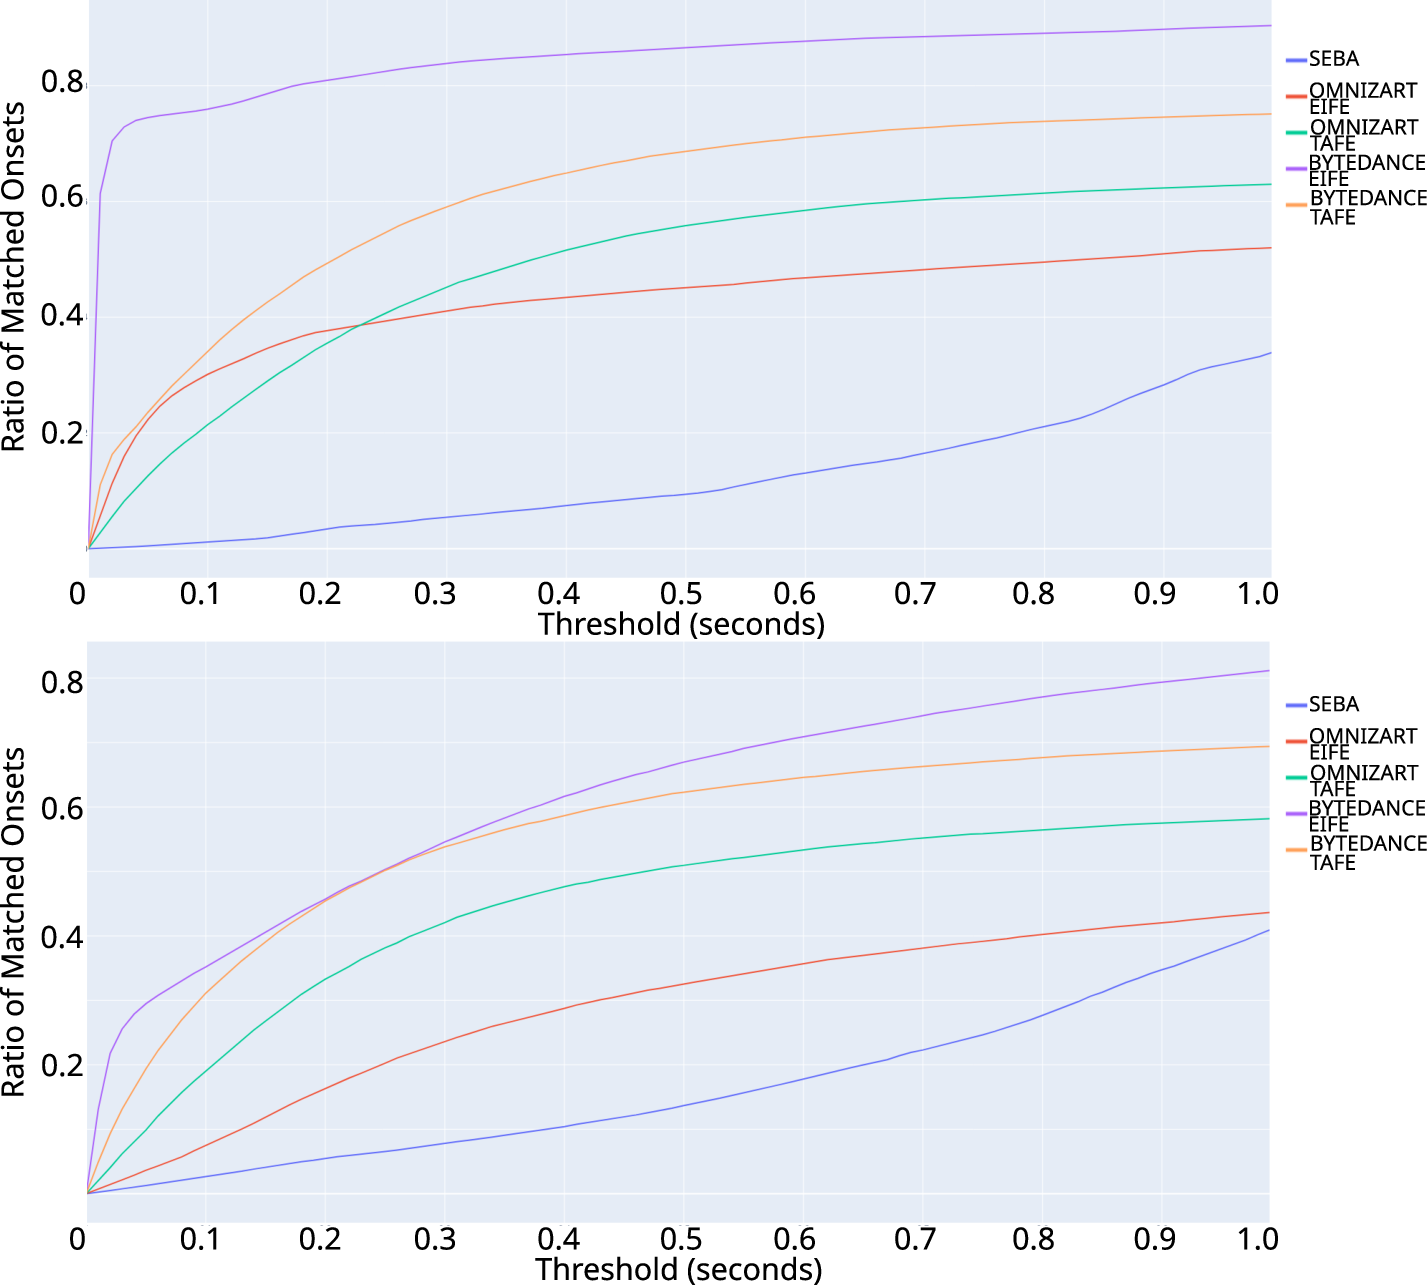 Ratio of Matched Onsets
0.8
0.6
0.4
0.2
0 0.1 0.2 0.3 0.4 0.5 0.6 0.7 0.8 0.9 1.0
Threshold (seconds)
SEBA
OMNIZART
EIFE
OMNIZART
TAFE
BYTEDANCE
EIFE
BYTEDANCE
TAFE
Ratio of Matched Onsets
0.8
0.6
0.4
0.2
0 0.1 0.2 0.3 0.4 0.5 0.6 0.7 0.8 0.9 1.0
Threshold (seconds)
SEBA
OMNIZART
EIFE
OMNIZART
TAFE
BYTEDANCE
EIFE
BYTEDANCE
TAFE